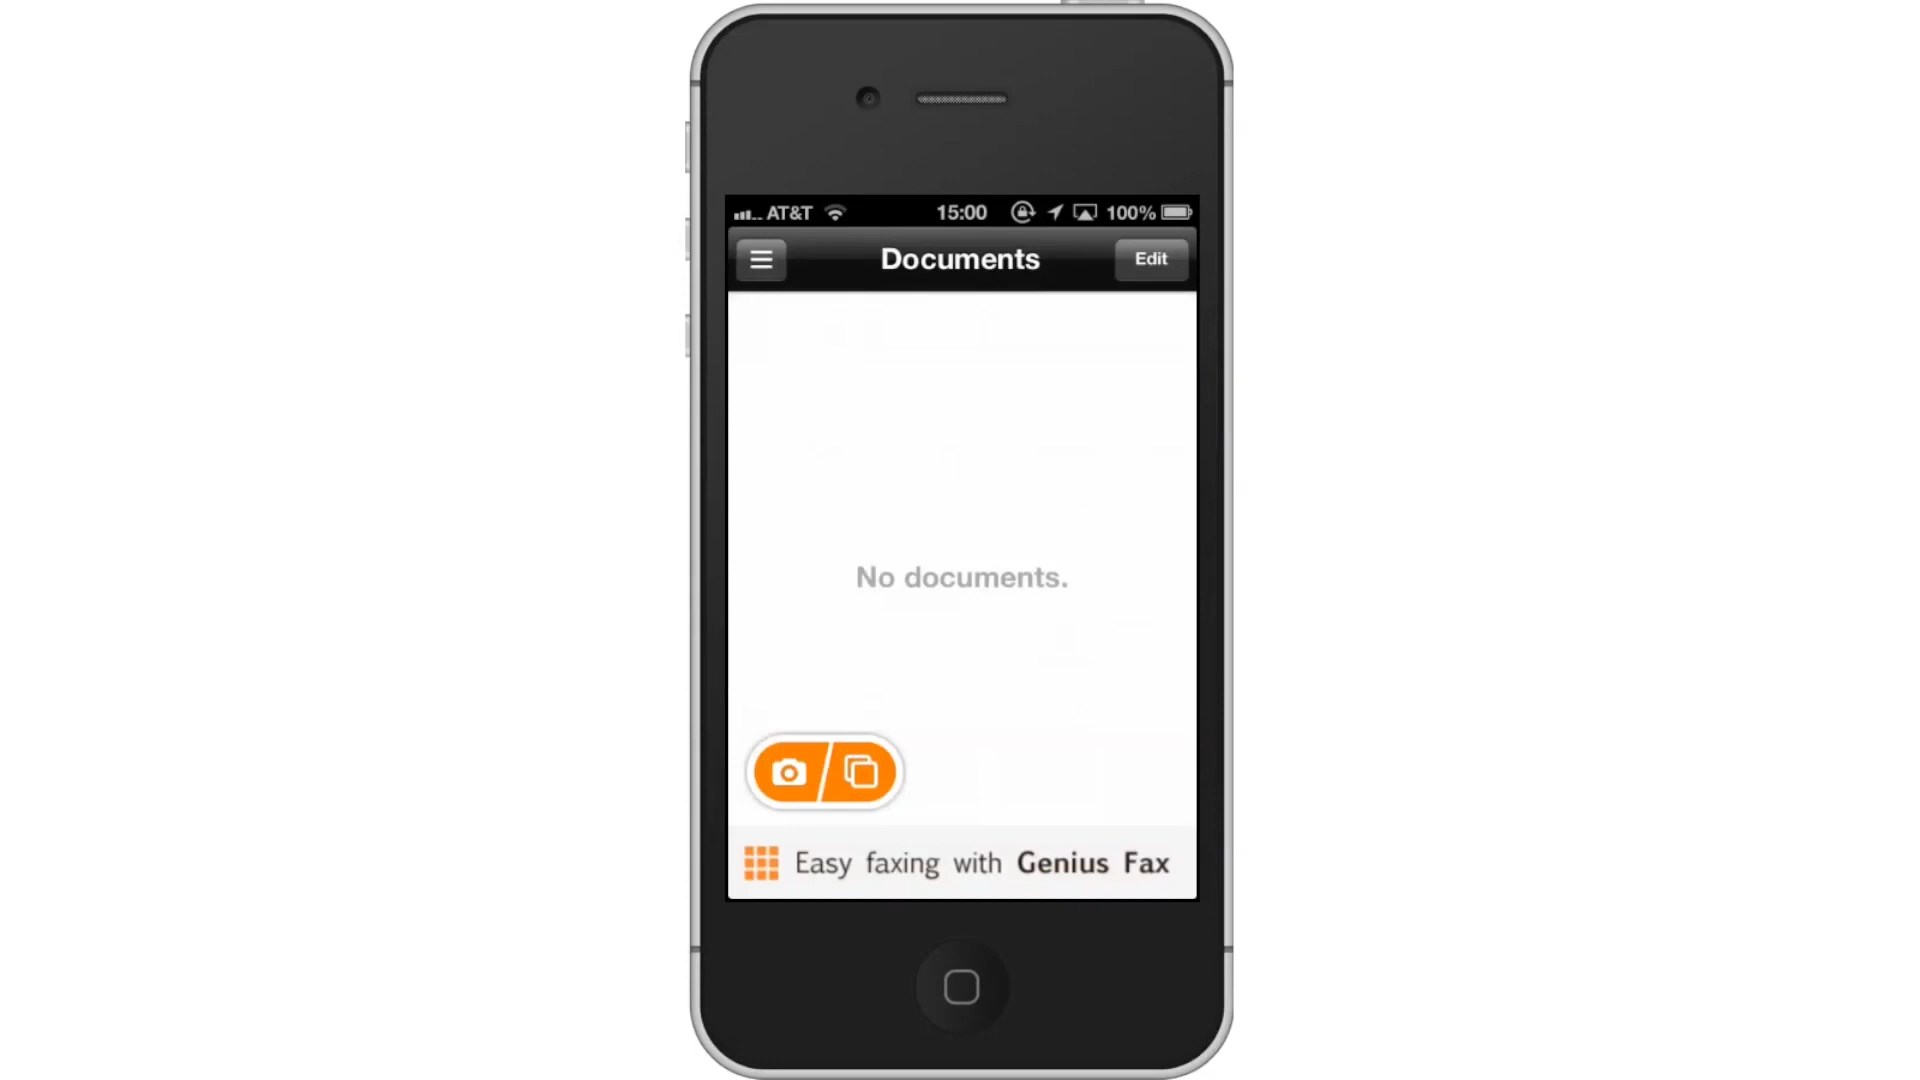 AT&T 15:00 100%
Documents Edit
No documents.
Easy faxing with Genius Fax